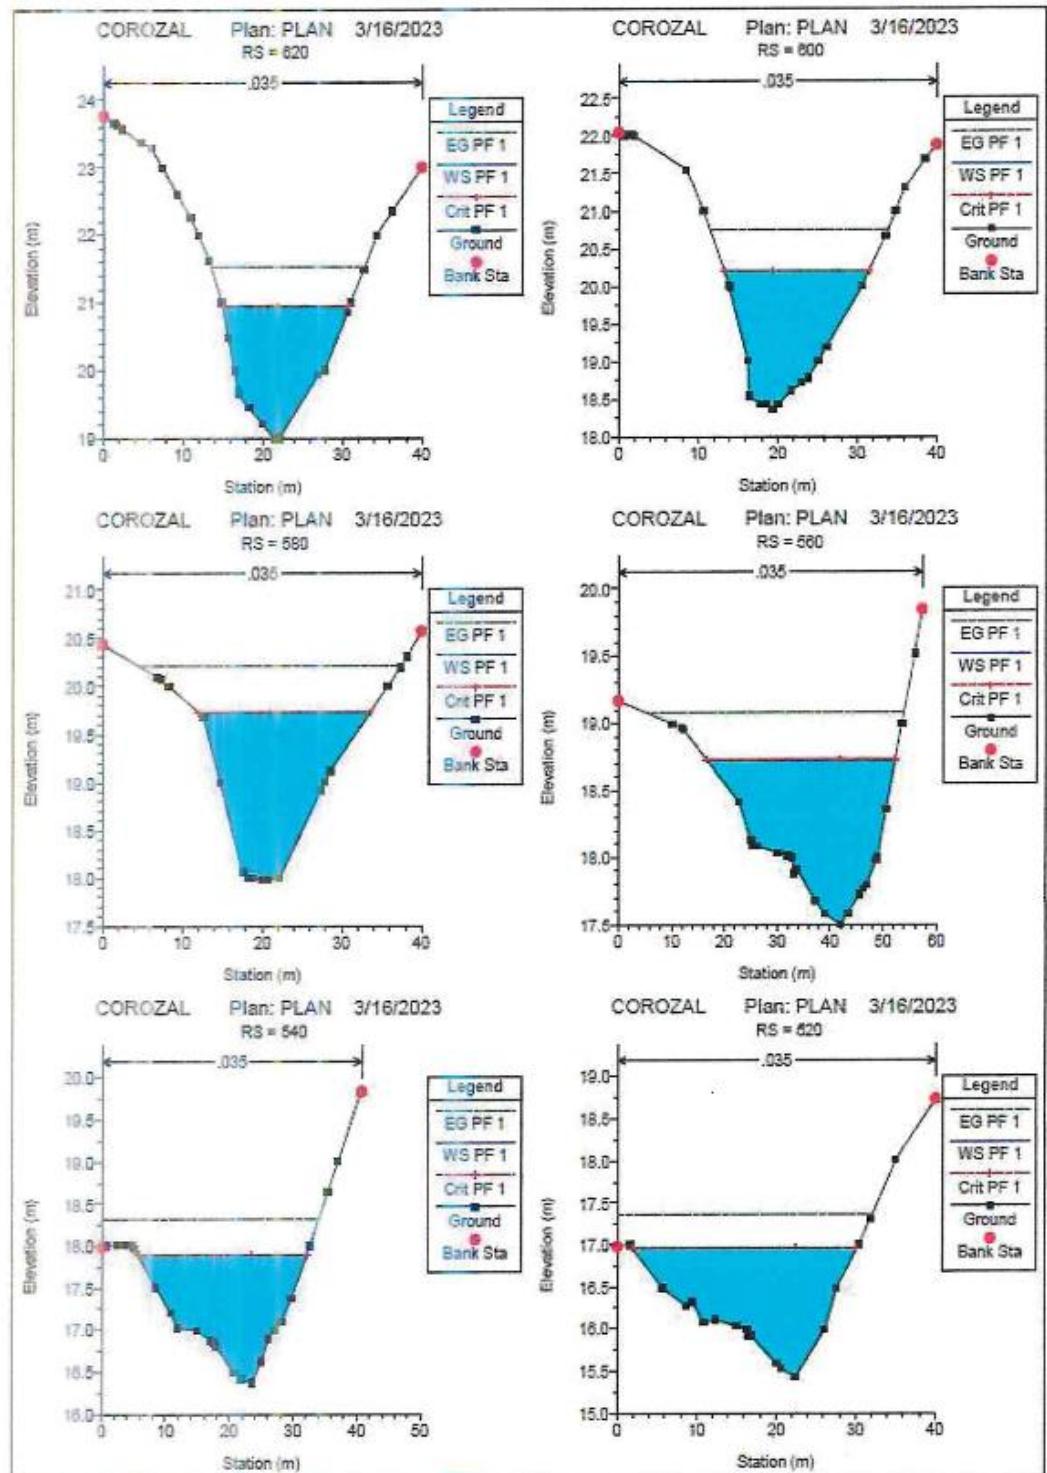 COROZAL Plan: PLAN 3/16/2023
RS = 620
.035
24
23
22
21
20
19
Elevation (m)
0 10 20 30 40
Station (m)
Legend
EG PF 1
WS PF 1
Crit PF 1
Ground
Bank Sta
COROZAL Plan: PLAN 3/16/2023
RS = 600
.035
22.5
22.0
21.5
21.0
20.5
20.0
19.5
19.0
18.5
18.0
Elevation (m)
0 10 20 30 40
Station (m)
Legend
EG PF 1
WS PF 1
Crit PF 1
Ground
Bank Sta
COROZAL Plan: PLAN 3/16/2023
RS = 580
.035
21.0
20.5
20.0
19.5
19.0
18.5
18.0
17.5
Elevation (m)
0 10 20 30 40
Station (m)
Legend
EG PF 1
WS PF 1
Crit PF 1
Ground
Bank Sta
COROZAL Plan: PLAN 3/16/2023
RS = 560
.035
20.0
19.5
19.0
18.5
18.0
17.5
Elevation (m)
0 10 20 30 40 50 60
Station (m)
Legend
EG PF 1
WS PF 1
Crit PF 1
Ground
Bank Sta
COROZAL Plan: PLAN 3/16/2023
RS = 540
.035
20.0
19.0
18.5
18.0
17.5
17.0
16.5
16.0
Elevation (m)
0 10 20 30 40 50
Station (m)
Legend
EG PF 1
WS PF 1
Crit PF 1
Ground
Bank Sta
COROZAL Plan: PLAN 3/16/2023
RS = 520
.035
19.0
18.5
18.0
17.5
17.0
16.5
16.0
15.5
15.0
Elevation (m)
0 10 20 30 40
Station (m)
Legend
EG PF 1
WS PF 1
Crit PF 1
Ground
Bank Sta